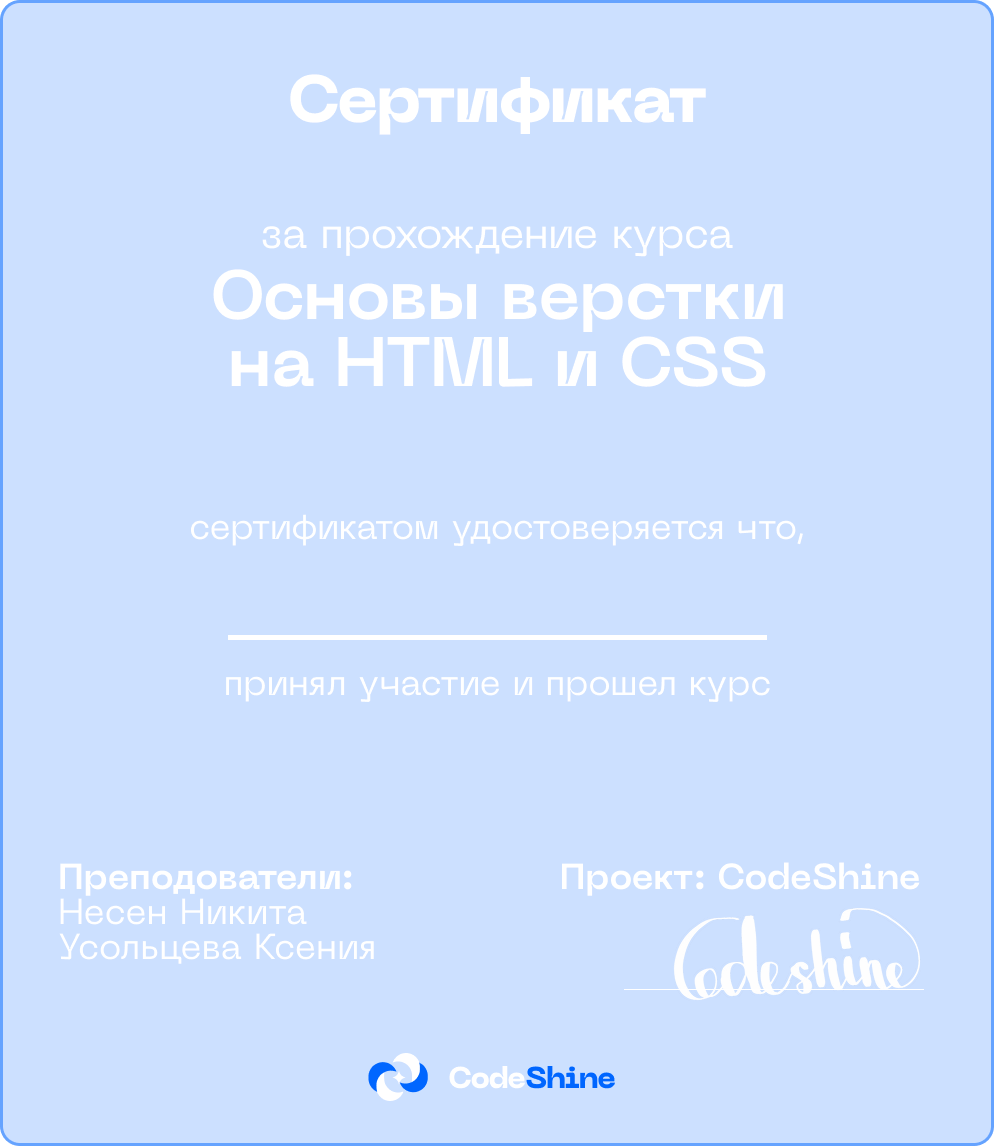 Сертификат
за прохождение курса
Основы верстки
на HTML и CSS
сертификатом удостоверяется что,
принял участие и прошел курс
Преподователи:
Несен Никита
Усольцева Ксения
Проект: CodeShine
Codeshine
CodeShine